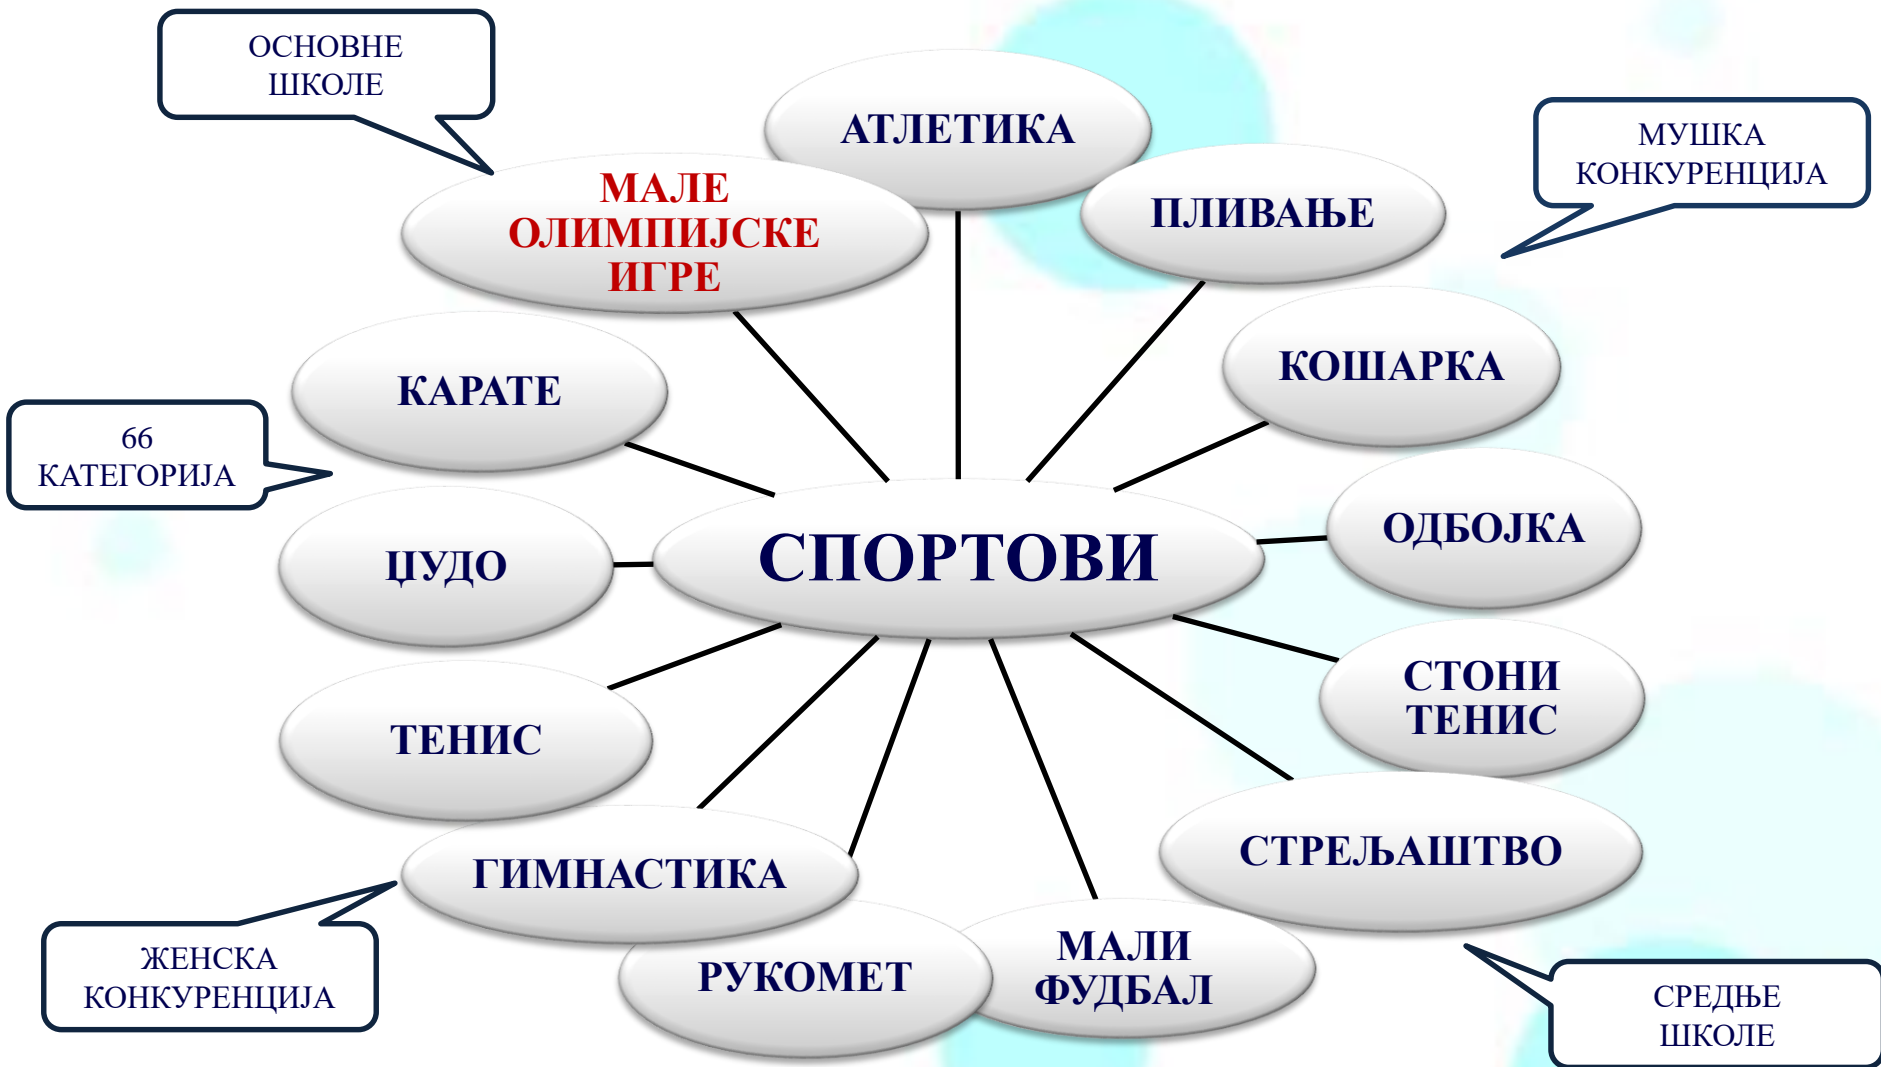 ОСНОВНЕ
ШКОЛЕ
АТЛЕТИКА
МУШКА
КОНКУРЕНЦИЈА
МАЛЕ
ОЛИМПИЈСКЕ
ИГРЕ
ПЛИВАЊЕ
КАРАТЕ
КОШАРКА
66
КАТЕГОРИЈА
СПОРТОВИ
ОДБОЈКА
ЏУДО
СТОНИ
ТЕНИС
ТЕНИС
СТРЕЉАШТВО
ГИМНАСТИКА
МАЛИ
ФУДБАЛ
РУКОМЕТ
ЖЕНСКА
КОНКУРЕНЦИЈА
СРЕДЊЕ
ШКОЛЕ